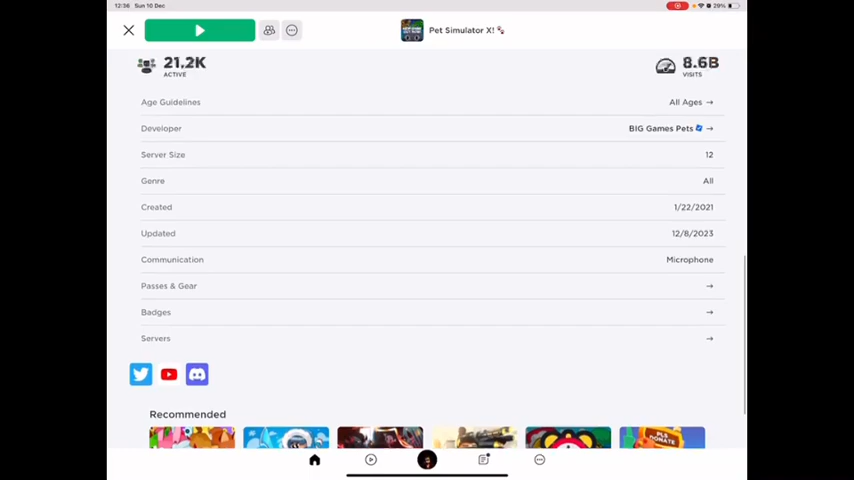 12:36 Sun 10 Dec
29%
Pet Simulator X!
21.2K
ACTIVE
8.6B
VISITS
Age Guidelines
All Ages →
Developer
BIG Games Pets →
Server Size
12
Genre
All
Created
1/22/2021
Updated
12/8/2023
Communication
Microphone
Passes & Gear →
Badges →
Servers →
Recommended
PLS
DONATE